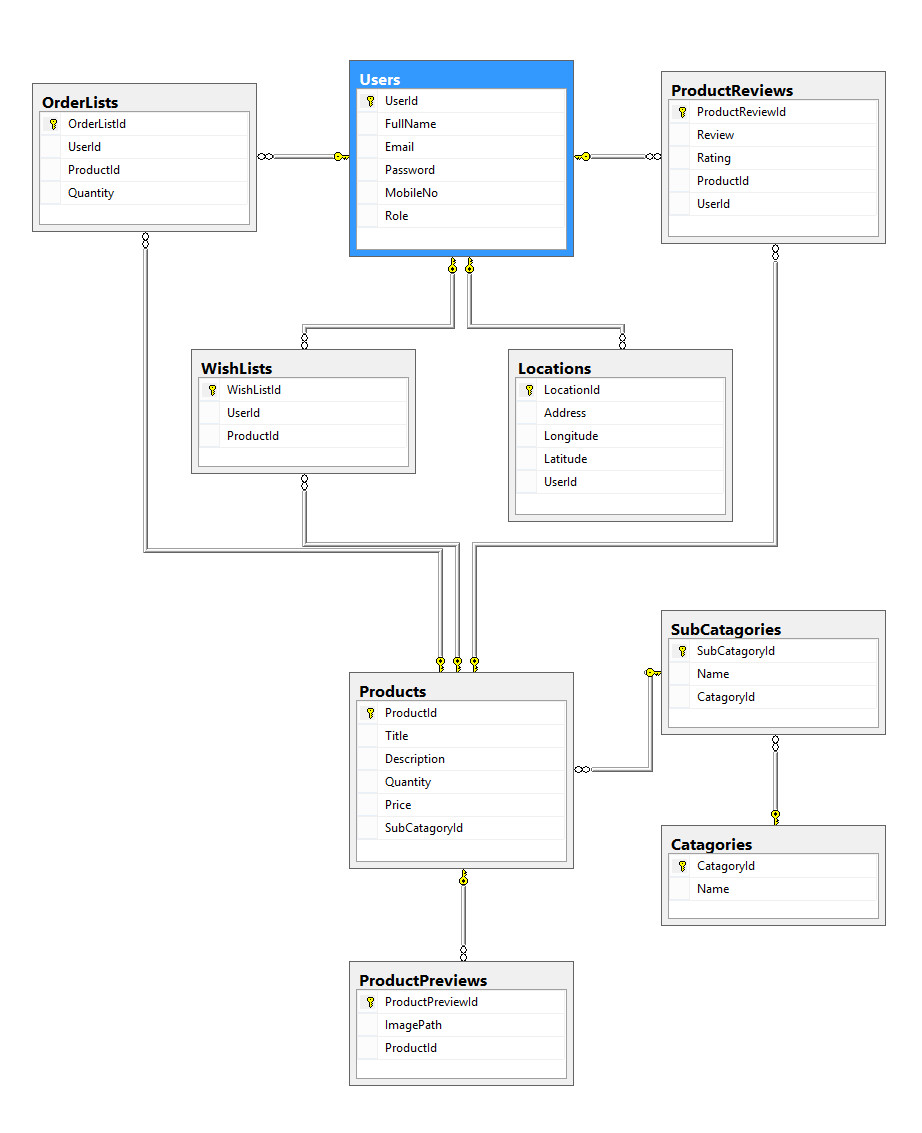 OrderLists
OrderListId
UserId
ProductId
Quantity
Users
UserId
FullName
Email
Password
MobileNo
Role
ProductReviews
ProductReviewId
Review
Rating
ProductId
UserId
WishLists
WishListId
UserId
ProductId
Locations
LocationId
Address
Longitude
Latitude
UserId
Products
ProductId
Title
Description
Quantity
Price
SubCatagoryId
SubCatagories
SubCatagoryId
Name
CatagoryId
Catagories
CatagoryId
Name
ProductPreviews
ProductPreviewId
ImagePath
ProductId